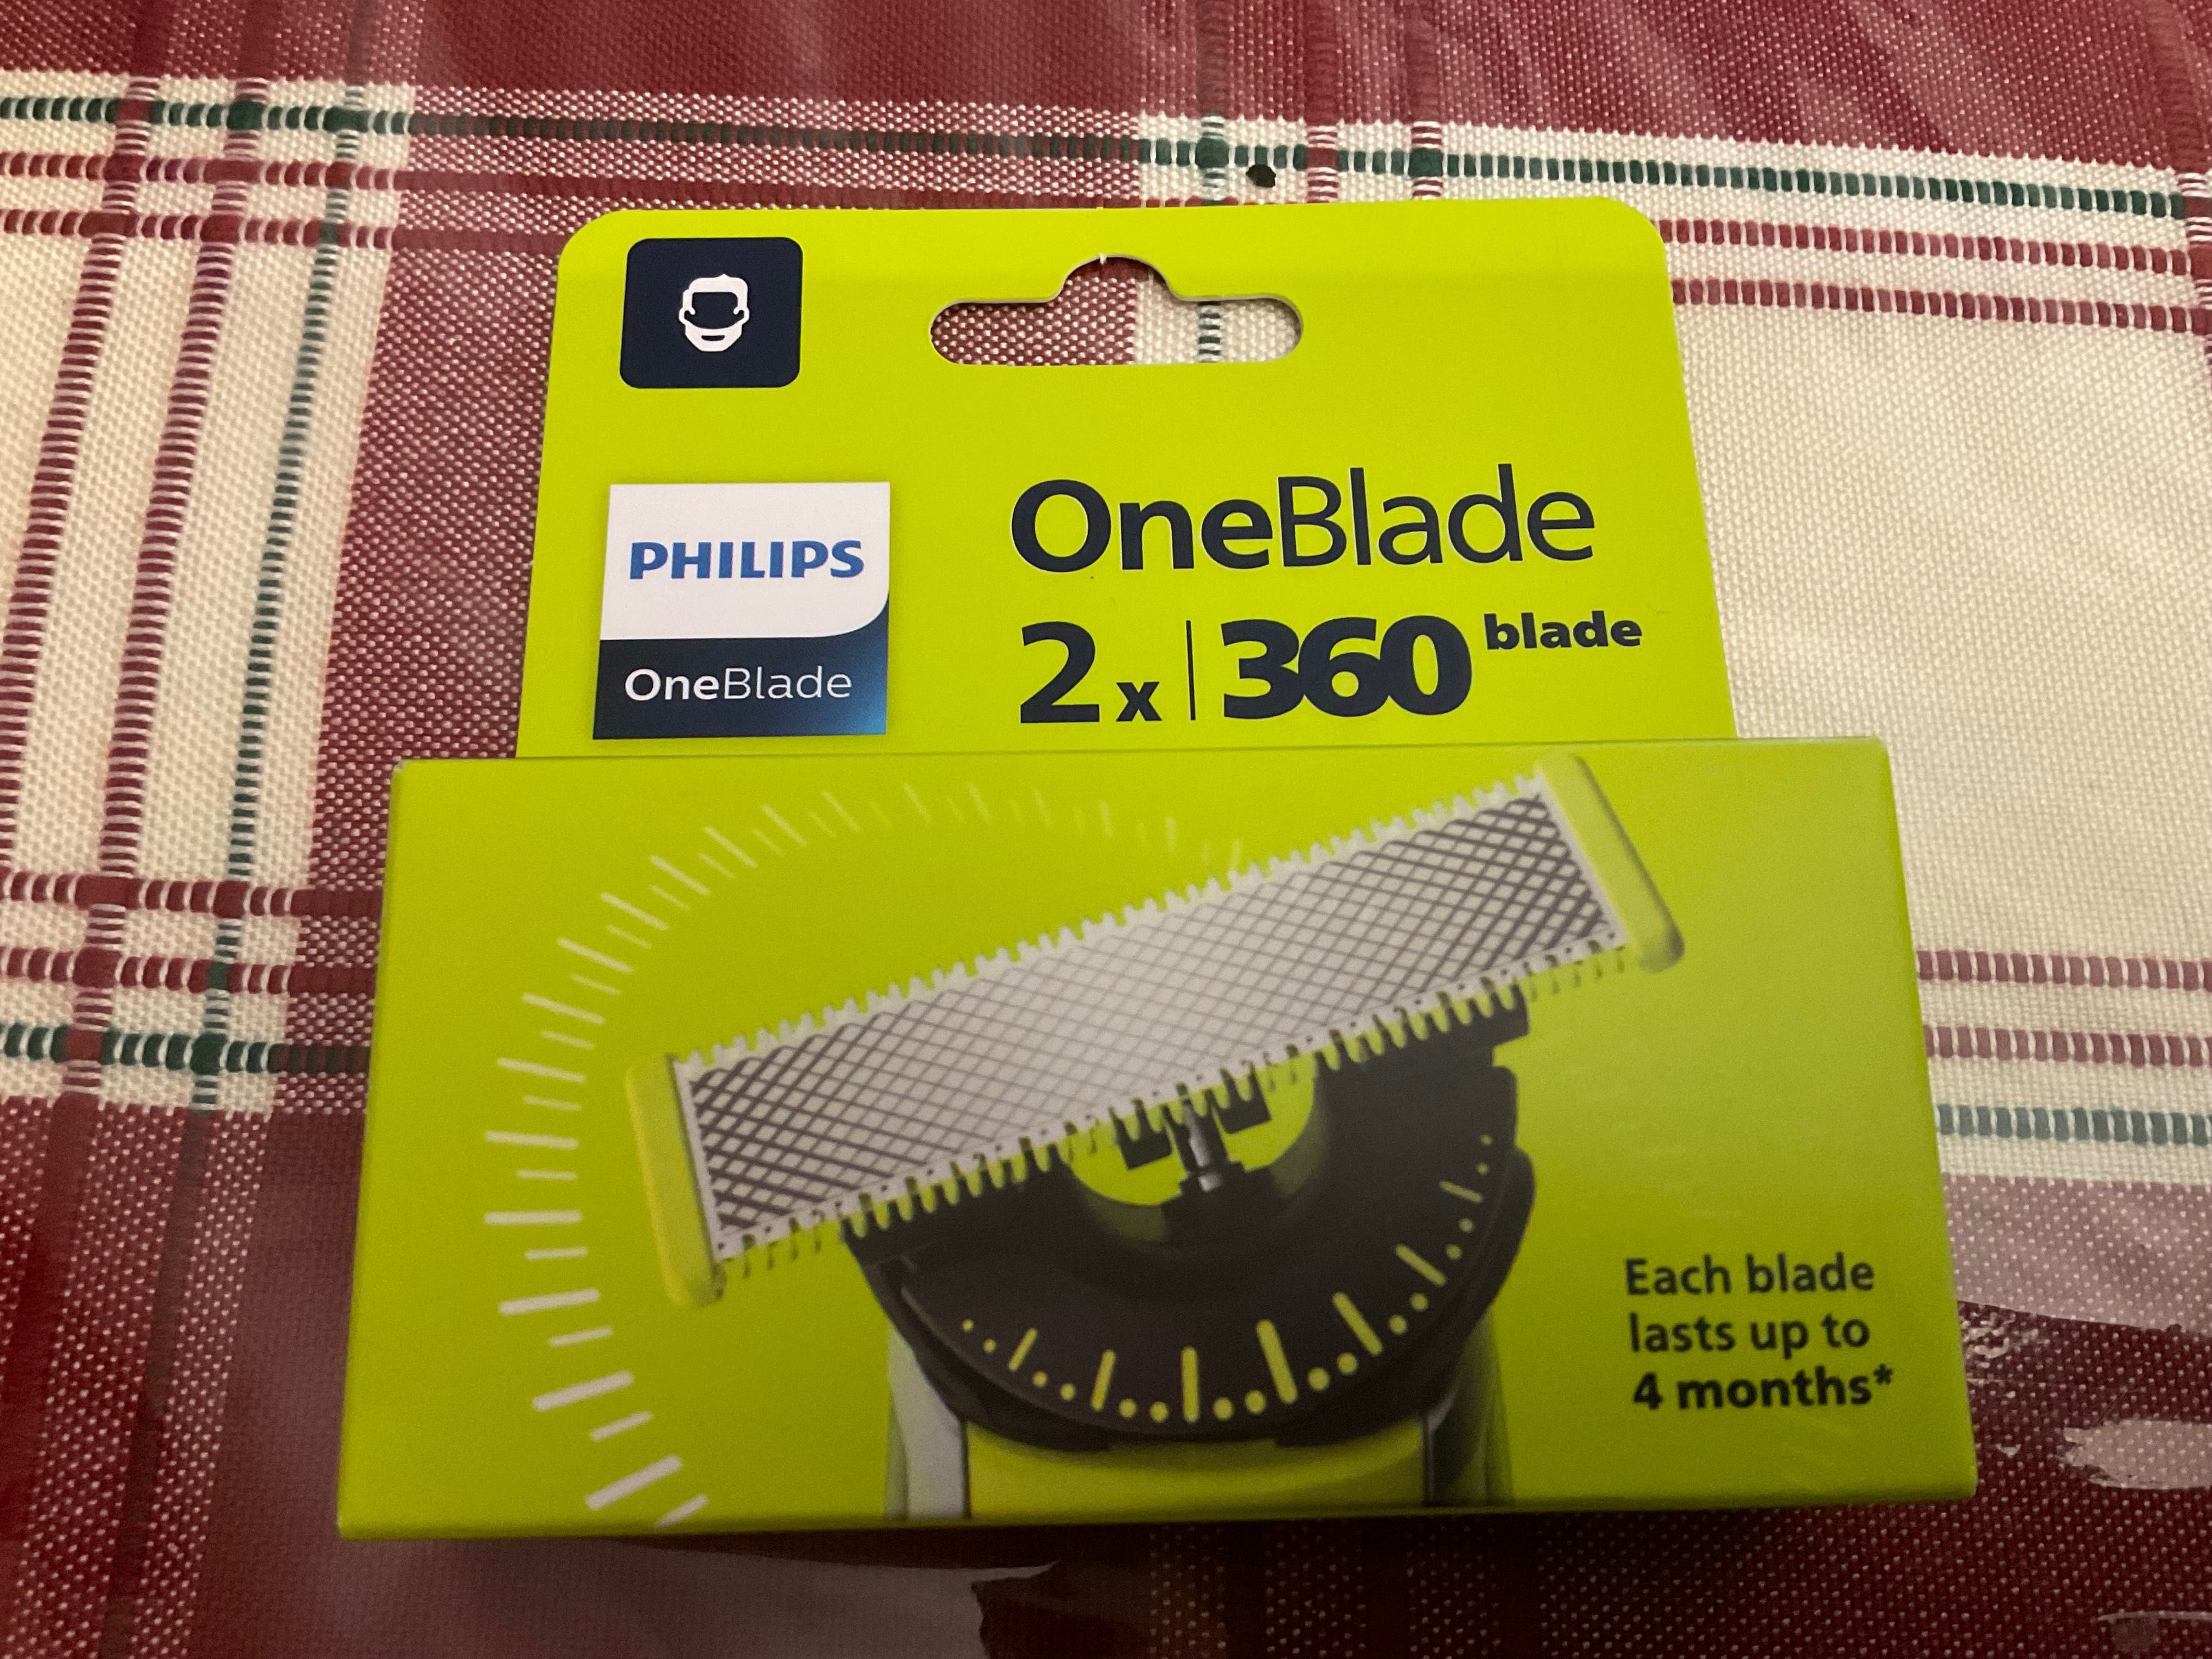 PHILIPS
OneBlade
OneBlade
2x | 360 blade
Each blade
lasts up to
4 months*